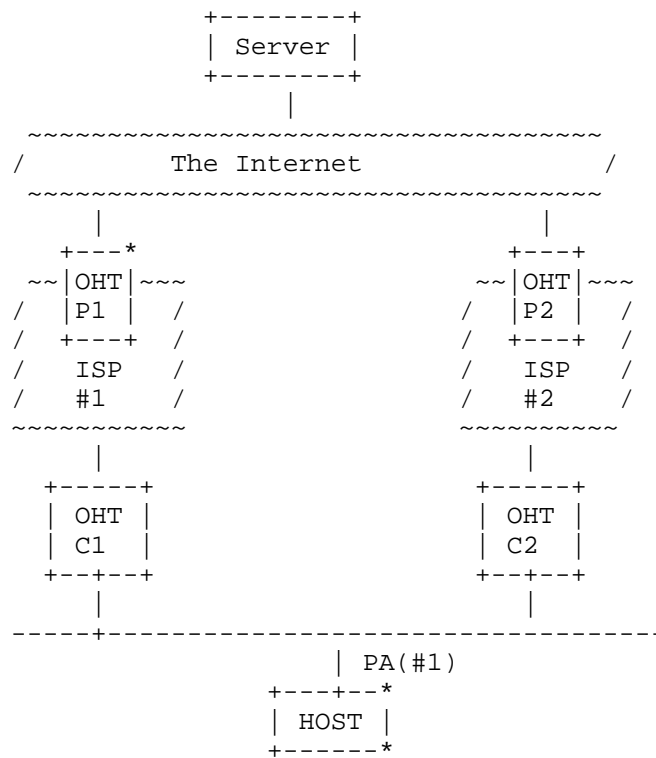 +--------+
                | Server |
                +--------+
                     |
 ~~~~~~~~~~~~~~~~~~~~~~~~~~~~~~~~~~~~
/         The Internet               /
 ~~~~~~~~~~~~~~~~~~~~~~~~~~~~~~~~~~~~
     |                            |
   +---*                        +---+
 ~~|OHT|~~~                   ~~|OHT|~~~
/  |P1 |  /                  /  |P2 |  /
/  +---+  /                  /  +---+  /
/   ISP   /                  /   ISP   /
/   #1    /                  /   #2    /
~~~~~~~~~~~                  ~~~~~~~~~~
     |                           |
  +-----+                     +-----+
  | OHT |                     | OHT |
  | C1  |                     | C2  |
  +--+--+                     +--+--+
     |                           |
-----+-----------------------------------
                    | PA(#1)
                +---+--*
                | HOST |
                +------*